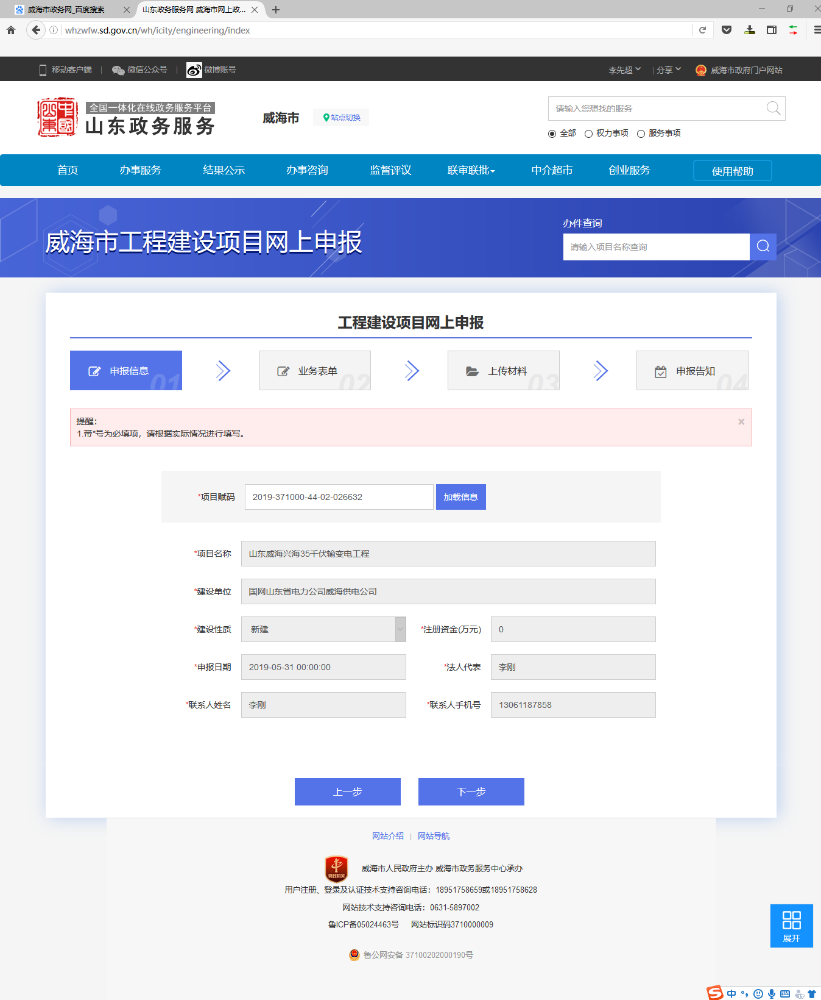 威海市政务网_百度搜索
山东政务服务网 威海市网上政...
whzwfw.sd.gov.cn/wh/icity/engineering/index
移动客户端 | 微信公众号 | 微博账号
李先超 | 分享 威海市政府门户网站
全国一体化在线政务服务平台
山东政务服务
威海市 站点切换
请输入您想找的服务
全部 权力事项 服务事项
首页 办事服务 结果公示 办事咨询 监督评议 联审联批 中介超市 创业服务 使用帮助
威海市工程建设项目网上申报
办件查询
请输入项目名称查询
工程建设项目网上申报
申报信息 01 业务表单 02 上传材料 03 申报告知 04
提醒：
1.带*号为必填项，请根据实际情况进行填写。
*项目赋码 2019-371000-44-02-026632 加载信息
*项目名称 山东威海兴海35千伏输变电工程
*建设单位 国网山东省电力公司威海供电公司
*建设性质 新建 *注册资金(万元) 0
*申报日期 2019-05-31 00:00:00 *法人代表 李刚
*联系人姓名 李刚 *联系人手机号 13061187858
上一步 下一步
网站介绍 | 网站导航
党政机关
威海市人民政府主办 威海市政务服务中心承办
用户注册、登录及认证技术支持咨询电话：18951758659或18951758628
网站技术支持咨询电话：0631-5897002
鲁ICP备05024463号 网站标识码3710000009
鲁公网安备 37100202000190号
展开
中